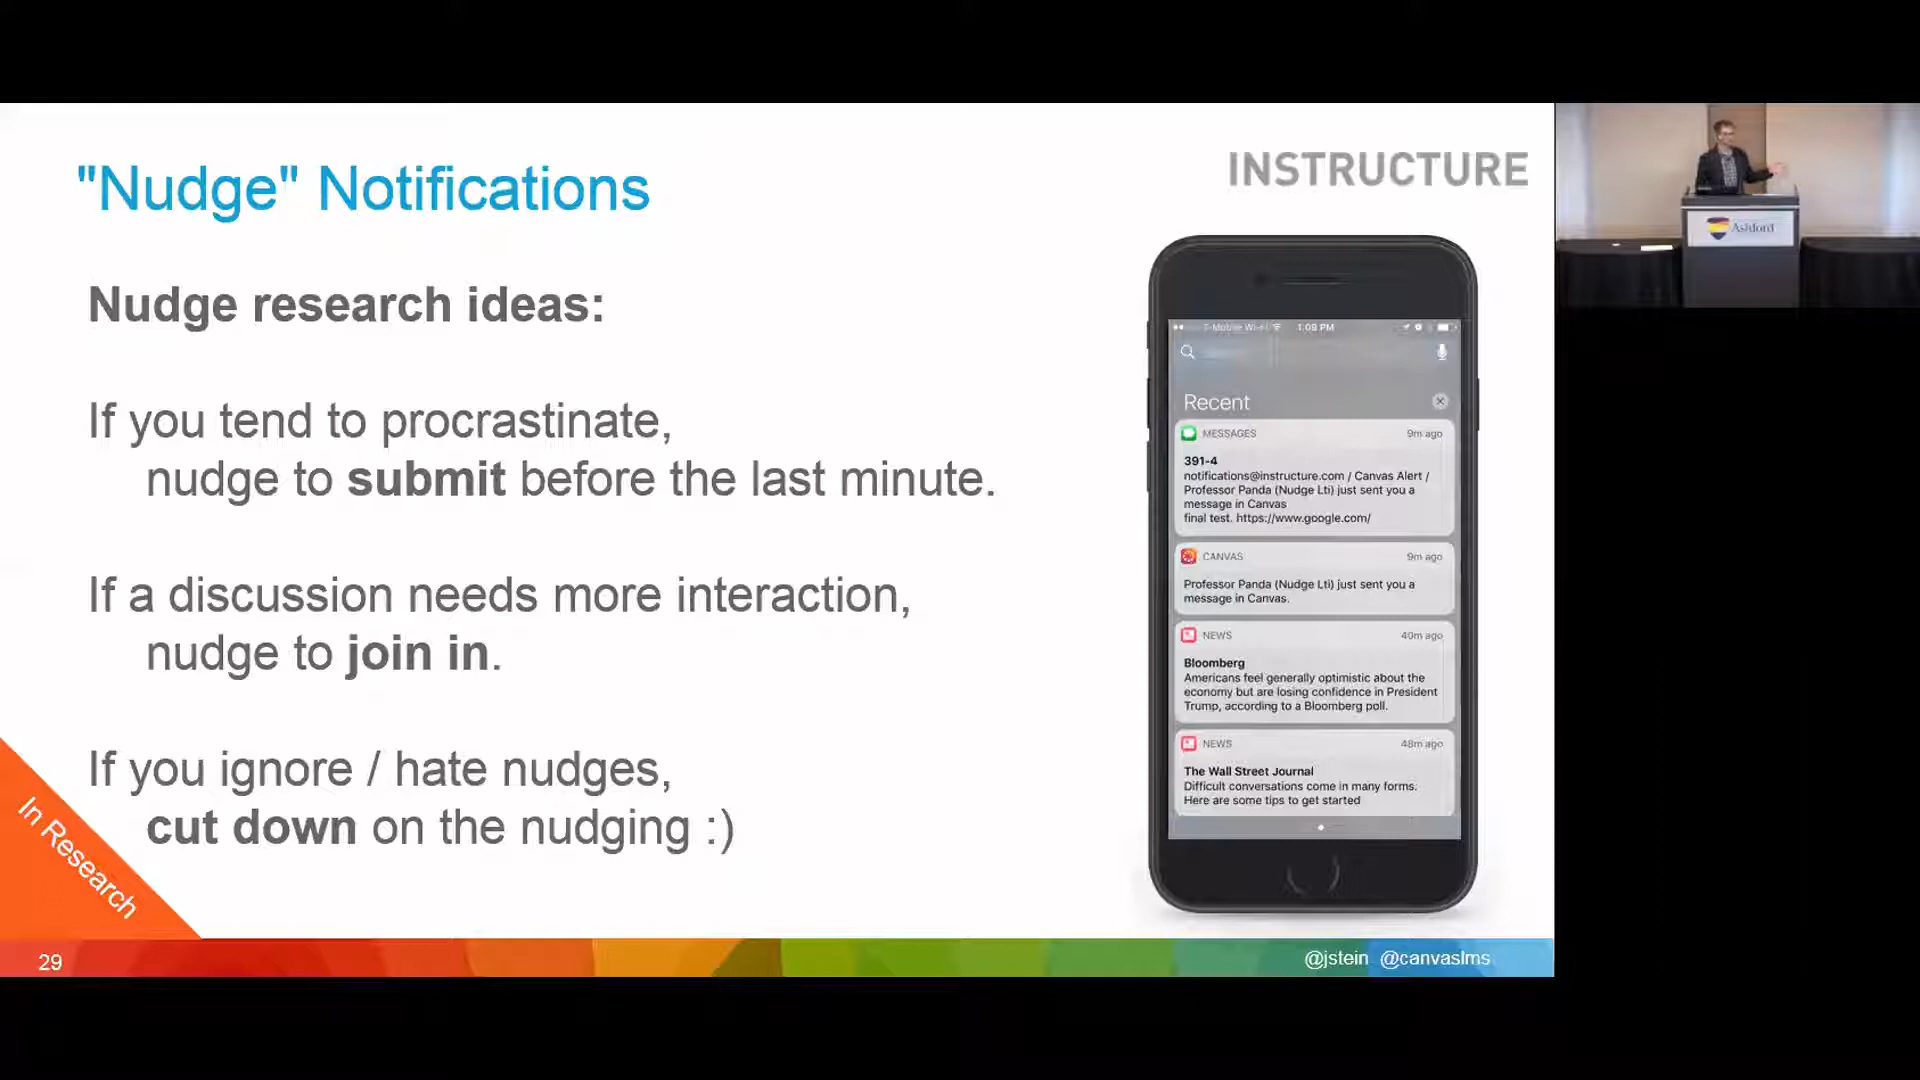 "Nudge" Notifications
INSTRUCTURE
Nudge research ideas:
If you tend to procrastinate,
nudge to submit before the last minute.
If a discussion needs more interaction,
nudge to join in.
If you ignore / hate nudges,
cut down on the nudging :)
In Research
29
@jstein @canvaslms
T-Mobile Wi-Fi 1:08 PM
Recent
MESSAGES 9m ago
391-4
notifications@instructure.com / Canvas Alert /
Professor Panda (Nudge Lti) just sent you a
message in Canvas
final test. https://www.google.com/
CANVAS 9m ago
Professor Panda (Nudge Lti) just sent you a
message in Canvas.
NEWS 40m ago
Bloomberg
Americans feel generally optimistic about the
economy but are losing confidence in President
Trump, according to a Bloomberg poll.
NEWS 48m ago
The Wall Street Journal
Difficult conversations come in many forms.
Here are some tips to get started
Ashford